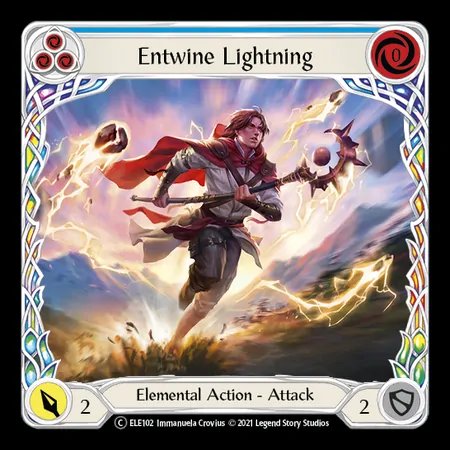 Entwine Lightning
0
Elemental Action - Attack
2
2
C ELE102 Immanuela Crovius © 2021 Legend Story Studios